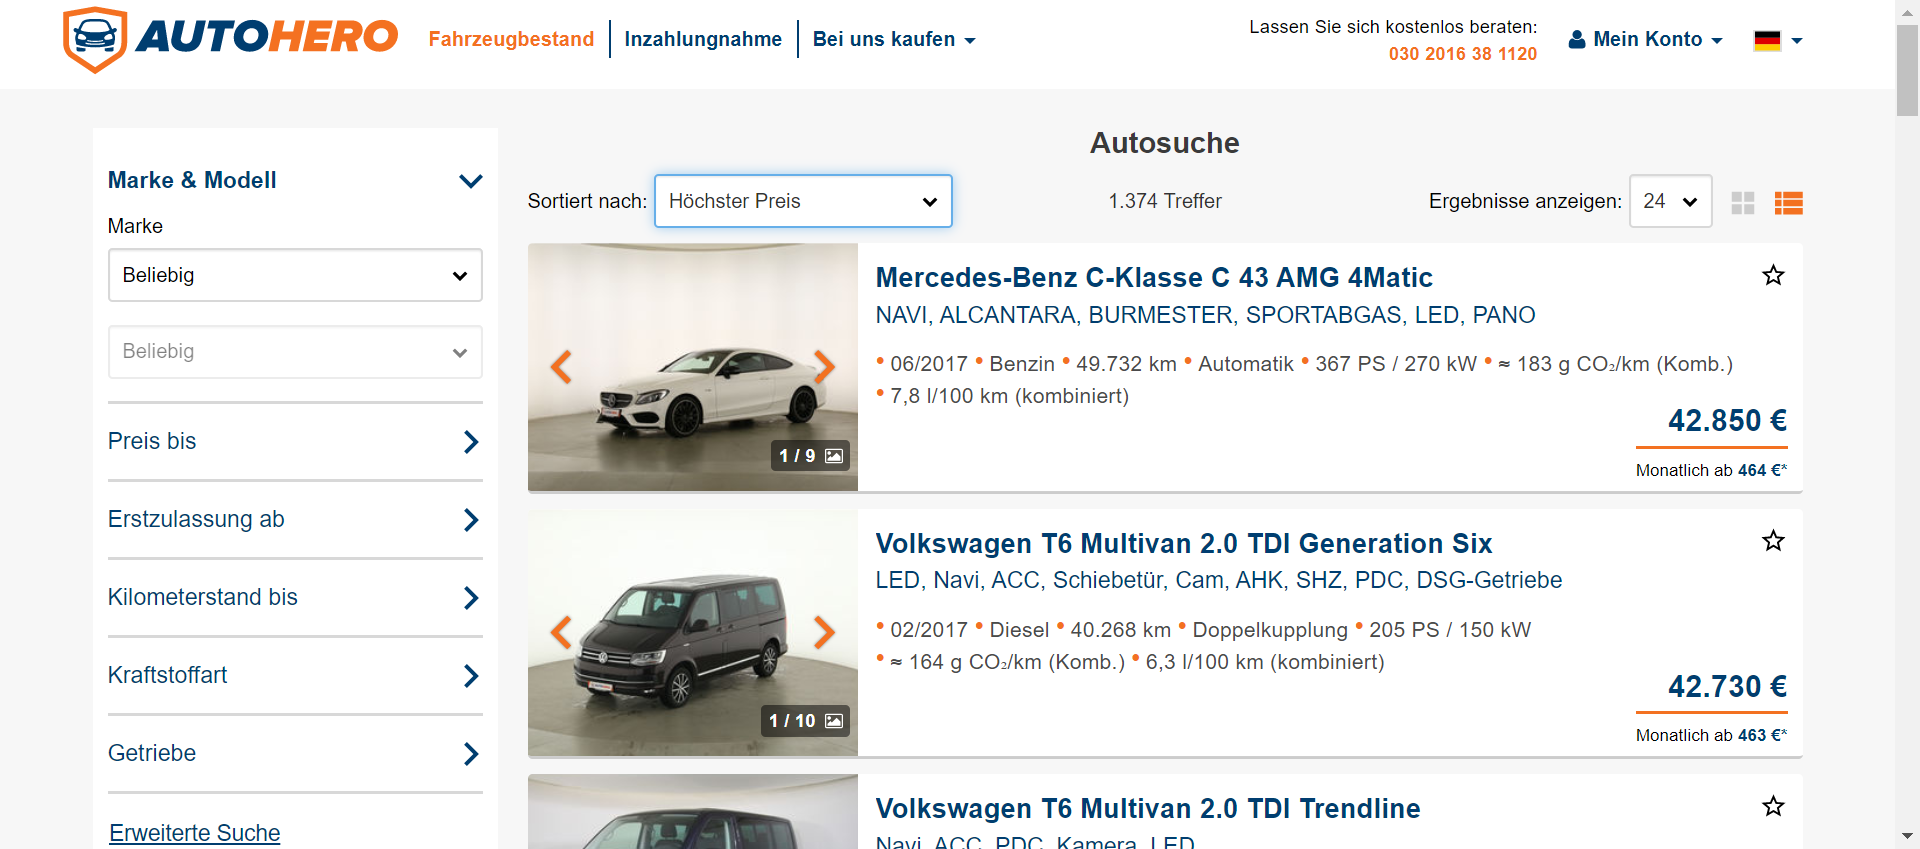 AUTOHERO
Fahrzeugbestand
Inzahlungnahme
Bei uns kaufen
Lassen Sie sich kostenlos beraten:
030 2016 38 1120
Mein Konto
Marke & Modell
Marke
Beliebig
Beliebig
Preis bis
Erstzulassung ab
Kilometerstand bis
Kraftstoffart
Getriebe
Erweiterte Suche
Autosuche
Sortiert nach: Höchster Preis
1.374 Treffer
Ergebnisse anzeigen: 24
1 / 9
Mercedes-Benz C-Klasse C 43 AMG 4Matic
NAVI, ALCANTARA, BURMESTER, SPORTABGAS, LED, PANO
• 06/2017 • Benzin • 49.732 km • Automatik • 367 PS / 270 kW • ≈ 183 g CO₂/km (Komb.)
• 7,8 l/100 km (kombiniert)
42.850 €
Monatlich ab 464 €*
1 / 10
Volkswagen T6 Multivan 2.0 TDI Generation Six
LED, Navi, ACC, Schiebetür, Cam, AHK, SHZ, PDC, DSG-Getriebe
• 02/2017 • Diesel • 40.268 km • Doppelkupplung • 205 PS / 150 kW
• ≈ 164 g CO₂/km (Komb.) • 6,3 l/100 km (kombiniert)
42.730 €
Monatlich ab 463 €*
Volkswagen T6 Multivan 2.0 TDI Trendline
Navi, ACC, PDC, Kamera, LED